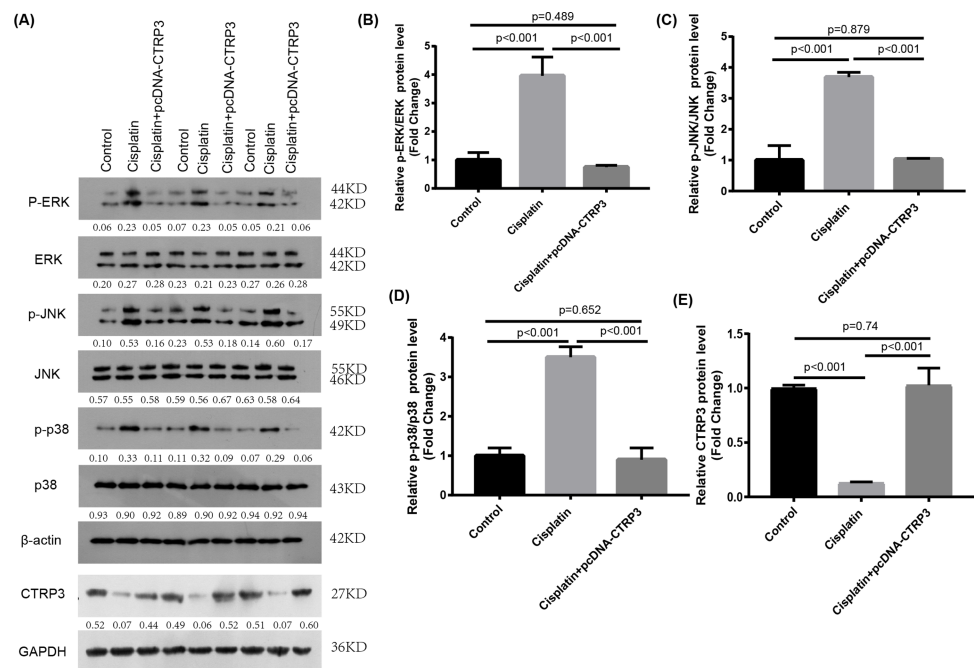 (A)
Control
Cisplatin
Cisplatin+pcDNA-CTRP3
Control
Cisplatin
Cisplatin+pcDNA-CTRP3
Control
Cisplatin
Cisplatin+pcDNA-CTRP3
P-ERK
44KD
42KD
0.06 0.23 0.05 0.07 0.23 0.05 0.05 0.21 0.06
ERK
44KD
42KD
0.20 0.27 0.28 0.23 0.21 0.23 0.27 0.26 0.28
p-JNK
55KD
49KD
0.10 0.53 0.16 0.23 0.53 0.18 0.14 0.60 0.17
JNK
55KD
46KD
0.57 0.55 0.58 0.59 0.56 0.67 0.63 0.58 0.64
p-p38
42KD
0.10 0.33 0.11 0.11 0.32 0.09 0.07 0.29 0.06
p38
43KD
0.93 0.90 0.92 0.89 0.90 0.92 0.94 0.92 0.94
β-actin
42KD
CTRP3
27KD
0.52 0.07 0.44 0.49 0.06 0.52 0.51 0.07 0.60
GAPDH
36KD
(B)
Relative p-ERK/ERK protein level
(Fold Change)
5
4
3
2
1
0
p=0.489
p<0.001
p<0.001
Control
Cisplatin
Cisplatin+pcDNA-CTRP3
(C)
Relative p-JNK/JNK protein level
(Fold Change)
5
4
3
2
1
0
p=0.879
p<0.001
p<0.001
Control
Cisplatin
Cisplatin+pcDNA-CTRP3
(D)
Relative p-p38/p38 protein level
(Fold Change)
4
3
2
1
0
p=0.652
p<0.001
p<0.001
Control
Cisplatin
Cisplatin+pcDNA-CTRP3
(E)
Relative CTRP3 protein level
(Fold Change)
1.5
1.0
0.5
0.0
p=0.74
p<0.001
p<0.001
Control
Cisplatin
Cisplatin+pcDNA-CTRP3